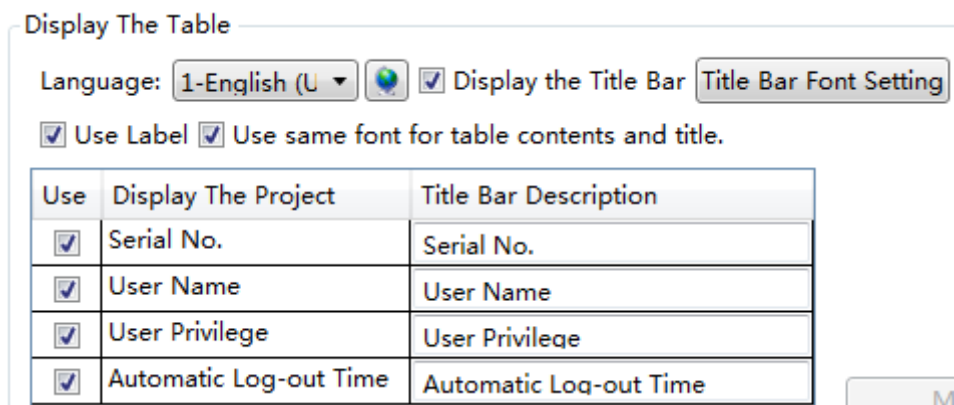 Display The Table
Language: 1-English (U Display the Title Bar Title Bar Font Setting
Use Label Use same font for table contents and title.
Use Display The Project Title Bar Description
Serial No. Serial No.
User Name User Name
User Privilege User Privilege
Automatic Log-out Time Automatic Log-out Time